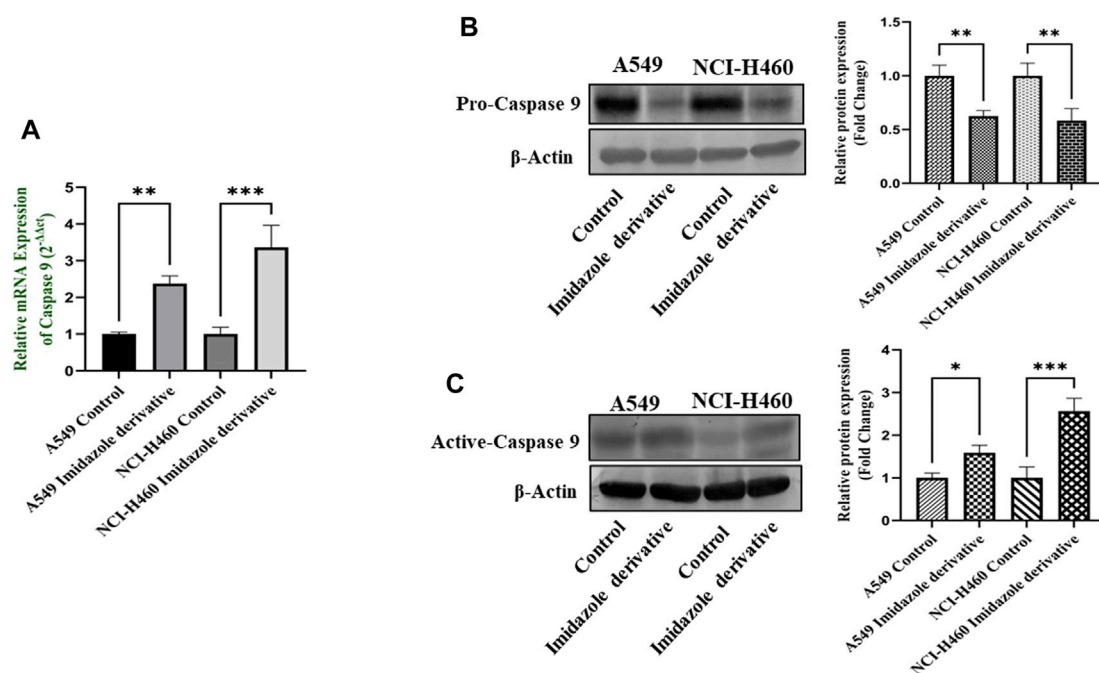 A
Relative mRNA Expression
of Caspase 9 (2^-ΔΔct)
5
4
3
2
1
0
**
***
A549 Control
A549 Imidazole derivative
NCI-H460 Control
NCI-H460 Imidazole derivative
B
A549 NCI-H460
Pro-Caspase 9
β-Actin
Control
Imidazole derivative
Control
Imidazole derivative
Relative protein expression
(Fold Change)
1.5
1.0
0.5
0.0
**
**
A549 Control
A549 Imidazole derivative
NCI-H460 Control
NCI-H460 Imidazole derivative
C
A549 NCI-H460
Active-Caspase 9
β-Actin
Control
Imidazole derivative
Control
Imidazole derivative
Relative protein expression
(Fold Change)
4
3
2
1
0
*
***
A549 Control
A549 Imidazole derivative
NCI-H460 Control
NCI-H460 Imidazole derivative